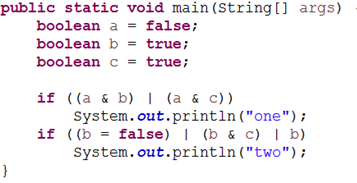 public static void main(String[] args) {
boolean a = false;
boolean b = true;
boolean c = true;
if ((a & b) | (a & c))
System.out.println("one");
if ((b = false) | (b & c) | b)
System.out.println("two");
}